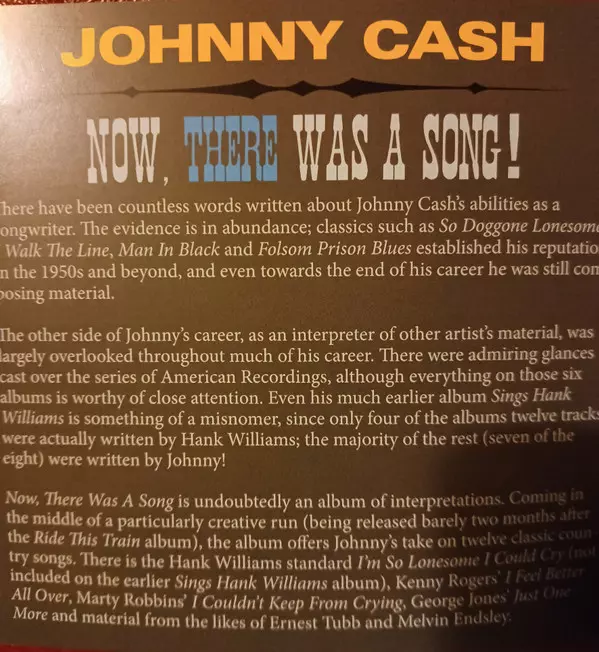 JOHNNY CASH
NOW, THERE WAS A SONG!
here have been countless words written about Johnny Cash's abilities as a
ongwriter. The evidence is in abundance; classics such as So Doggone Lonesome
Walk The Line, Man In Black and Folsom Prison Blues established his reputatio
n the 1950s and beyond, and even towards the end of his career he was still com
posing material.
The other side of Johnny's career, as an interpreter of other artist's material, was
largely overlooked throughout much of his career. There were admiring glances
cast over the series of American Recordings, although everything on those six
albums is worthy of close attention. Even his much earlier album Sings Hank
Williams is something of a misnomer, since only four of the albums twelve tracks
were actually written by Hank Williams; the majority of the rest (seven of the
eight) were written by Johnny!
Now, There Was A Song is undoubtedly an album of interpretations. Coming in
the middle of a particularly creative run (being released barely two months after
the Ride This Train album), the album offers Johnny's take on twelve classic coun-
try songs. There is the Hank Williams standard I'm So Lonesome I Could Cry (not
included on the earlier Sings Hank Williams album), Kenny Rogers' I Feel Better
All Over, Marty Robbins' I Couldn't Keep From Crying, George Jones' Just One
More and material from the likes of Ernest Tubb and Melvin Endsley.